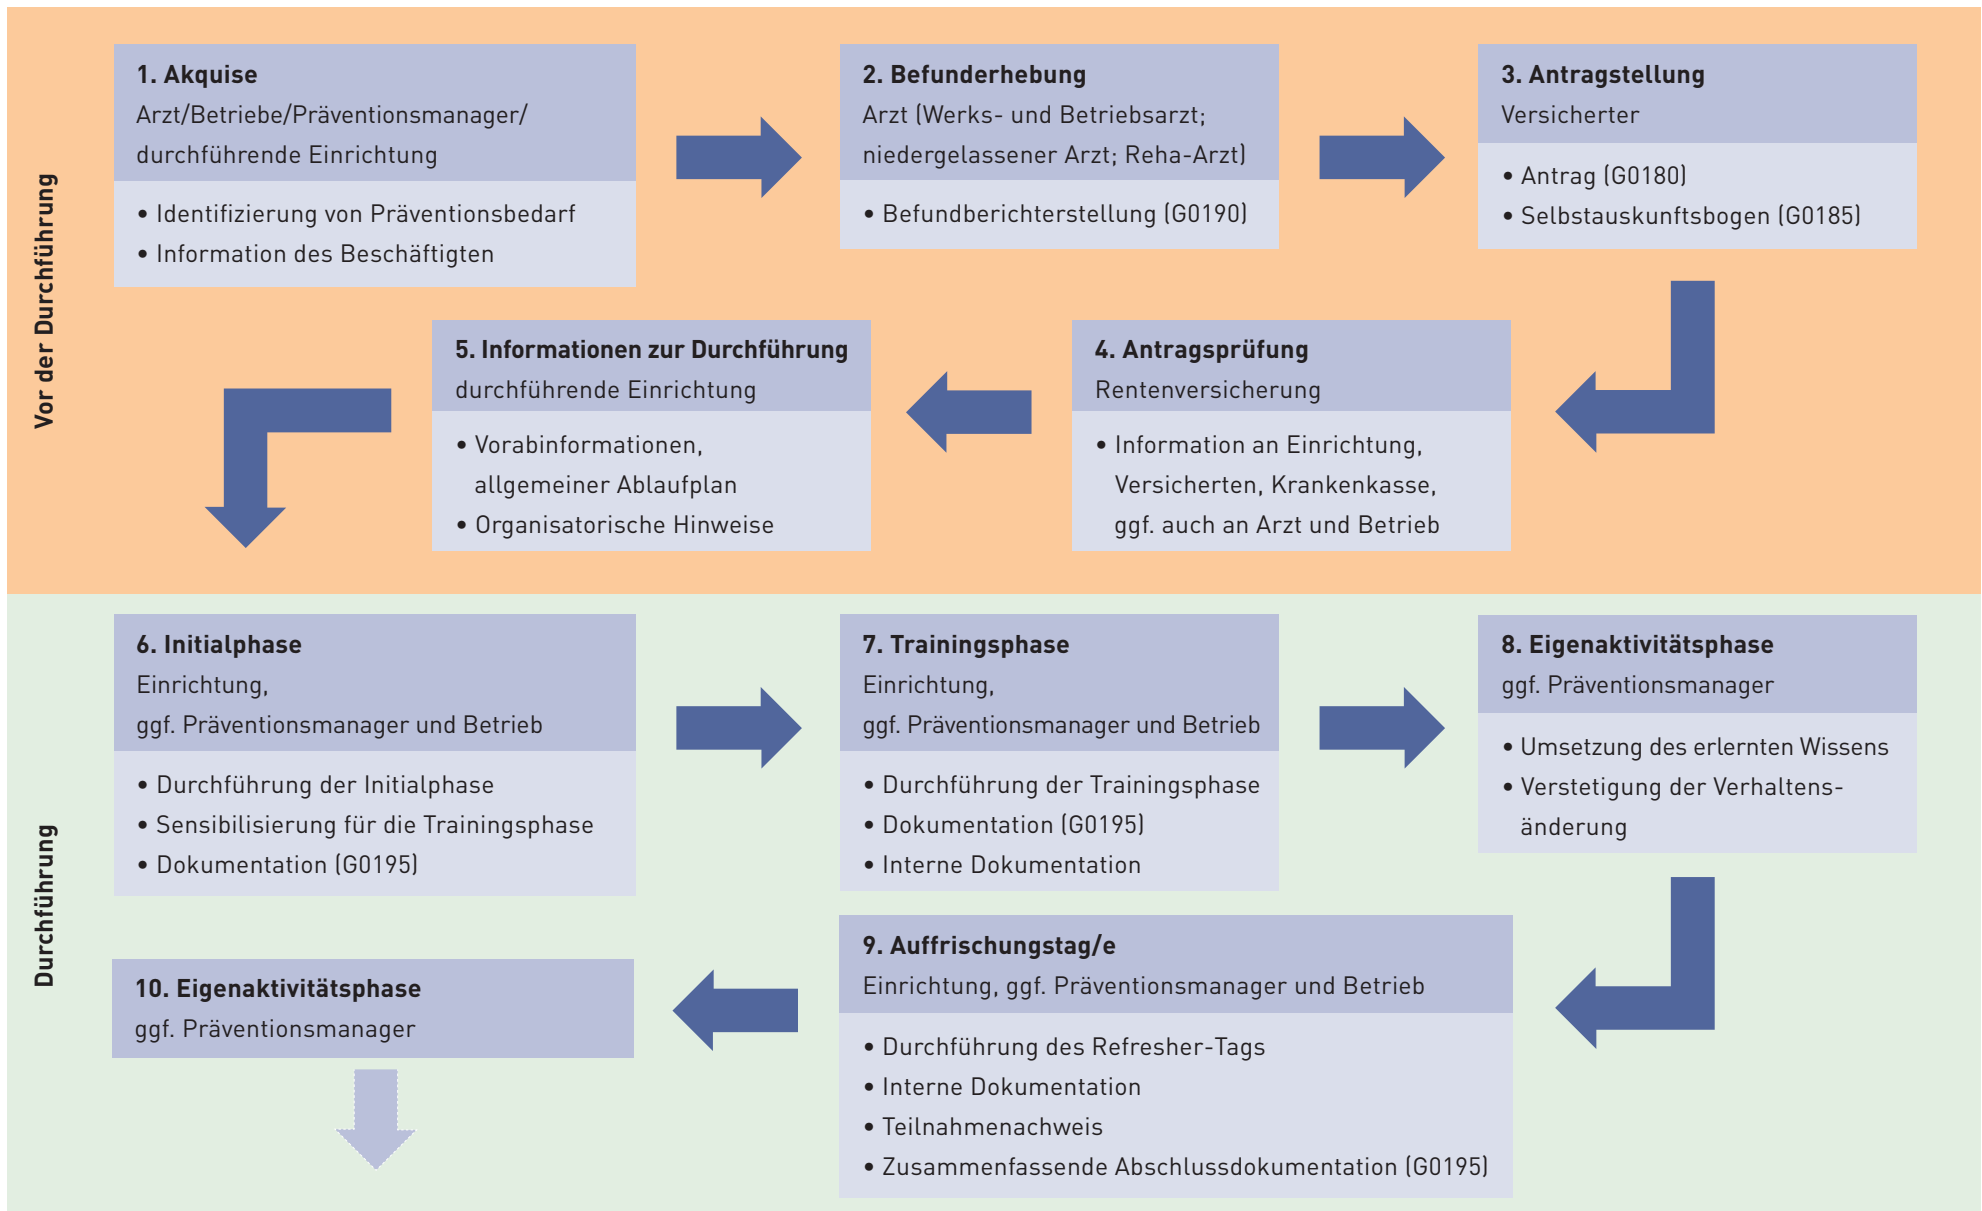 Vor der Durchführung
1. Akquise
Arzt/Betriebe/Präventionsmanager/
durchführende Einrichtung
• Identifizierung von Präventionsbedarf
• Information des Beschäftigten
2. Befunderhebung
Arzt (Werks- und Betriebsarzt;
niedergelassener Arzt; Reha-Arzt)
• Befundberichterstellung (G0190)
3. Antragstellung
Versicherter
• Antrag (G0180)
• Selbstauskunftsbogen (G0185)
4. Antragsprüfung
Rentenversicherung
• Information an Einrichtung,
Versicherten, Krankenkasse,
ggf. auch an Arzt und Betrieb
5. Informationen zur Durchführung
durchführende Einrichtung
• Vorabinformationen,
allgemeiner Ablaufplan
• Organisatorische Hinweise
Durchführung
6. Initialphase
Einrichtung,
ggf. Präventionsmanager und Betrieb
• Durchführung der Initialphase
• Sensibilisierung für die Trainingsphase
• Dokumentation (G0195)
7. Trainingsphase
Einrichtung,
ggf. Präventionsmanager und Betrieb
• Durchführung der Trainingsphase
• Dokumentation (G0195)
• Interne Dokumentation
8. Eigenaktivitätsphase
ggf. Präventionsmanager
• Umsetzung des erlernten Wissens
• Verstetigung der Verhaltens-
änderung
9. Auffrischungstag/e
Einrichtung, ggf. Präventionsmanager und Betrieb
• Durchführung des Refresher-Tags
• Interne Dokumentation
• Teilnahmenachweis
• Zusammenfassende Abschlussdokumentation (G0195)
10. Eigenaktivitätsphase
ggf. Präventionsmanager